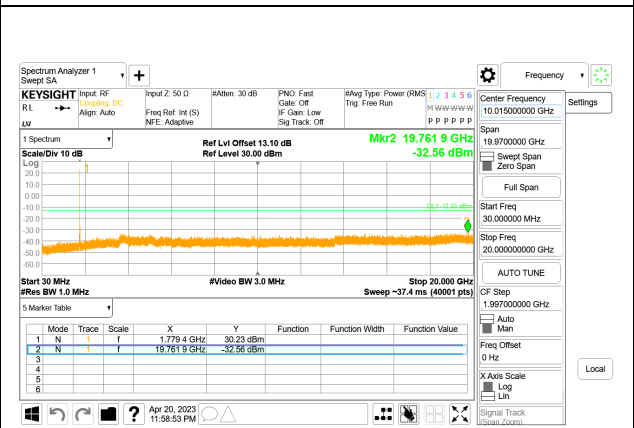 Spectrum Analyzer 1
Swept SA
Frequency
KEYSIGHT
RL
Input: RF
Coupling: DC
Align: Auto
Input Z: 50 Ω
Freq Ref: Int (S)
NFE: Adaptive
#Atten: 30 dB
PNO: Fast
Gate: Off
IF Gain: Low
Sig Track: Off
#Avg Type: Power (RMS
Trig: Free Run
1 2 3 4 5 6
M W W W W W
P P P P P P
Center Frequency
10.015000000 GHz
Settings
Span
19.9700000 GHz
Swept Span
Zero Span
Full Span
Start Freq
30.000000 MHz
Stop Freq
20.00000000 GHz
AUTO TUNE
CF Step
1.997000000 GHz
Auto
Man
Freq Offset
0 Hz
X Axis Scale
Log
Lin
Signal Track
(Span Zoom)
Local
1 Spectrum
Scale/Div 10 dB
Ref Lvl Offset 13.10 dB
Ref Level 30.00 dBm
Mkr2 19.761 9 GHz
-32.56 dBm
Log
20.0
10.0
0.00
-10.0
-20.0
-30.0
-40.0
-50.0
-60.0
1
DL1 -13.00 dBm
Start 30 MHz
#Res BW 1.0 MHz
#Video BW 3.0 MHz
Stop 20.000 GHz
Sweep ~37.4 ms (40001 pts)
5 Marker Table
Mode Trace Scale X Y Function Function Width Function Value
1 N 1 f 1.779 4 GHz 30.23 dBm
2 N 1 f 19.761 9 GHz -32.56 dBm
3
4
5
6
?
Apr 20, 2023
11:58:53 PM